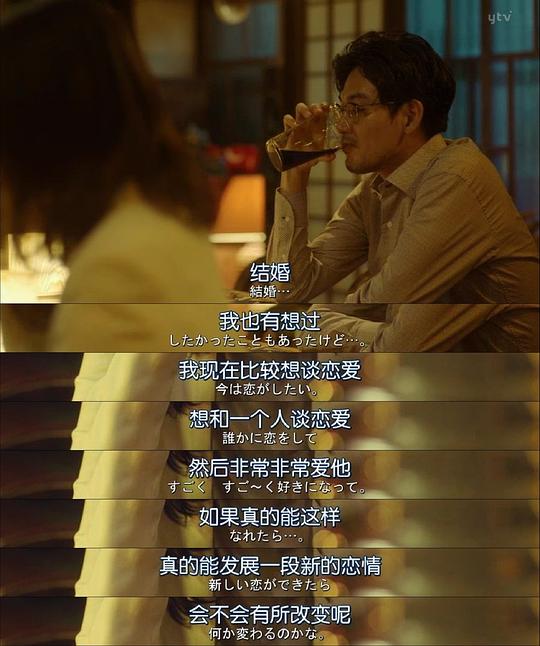 ytv
结婚
結婚…
我也有想过
したかったこともあったけど…。
我现在比较想谈恋爱
今は恋がしたい。
想和一个人谈恋爱
誰かに恋をして
然后非常非常爱他
すごく　すご～く好きになって。
如果真的能这样
なれたら…。
真的能发展一段新的恋情
新しい恋ができたら
会不会有所改变呢
何か変わるのかな。